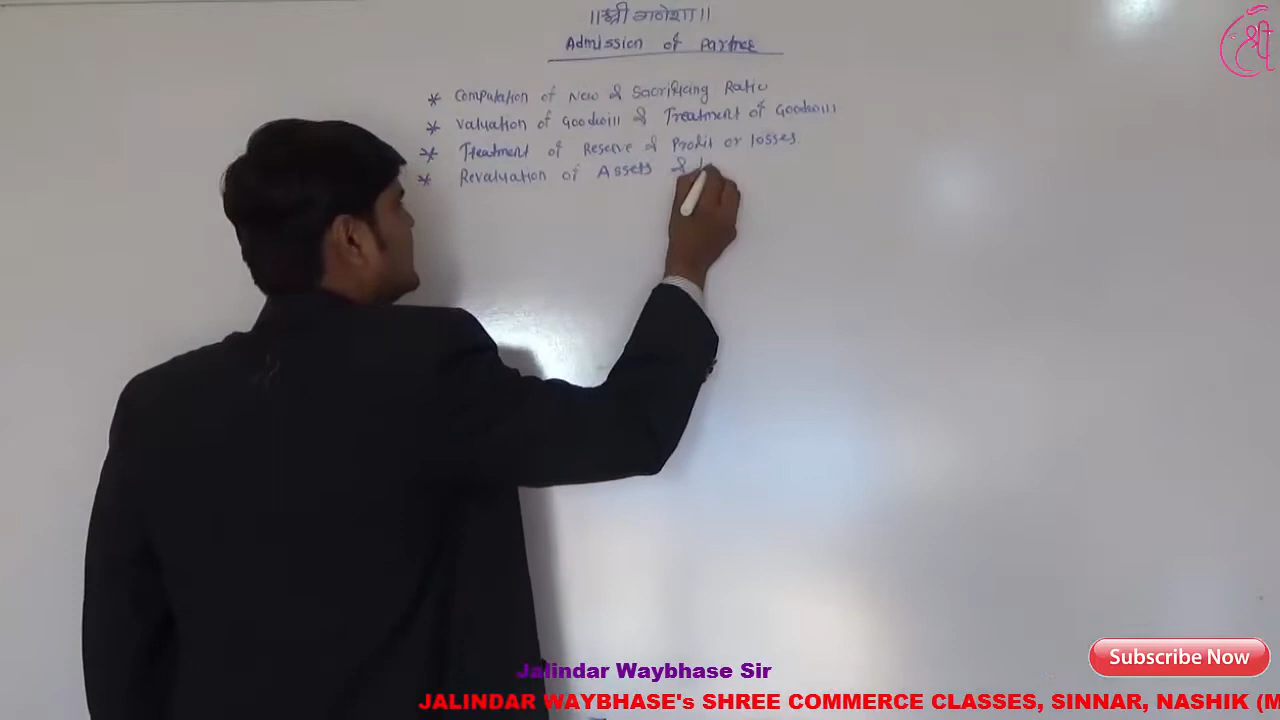 ॥श्री गणेशा॥
Admission of Partner
* Computation of New & Sacrificing Ratio
* Valuation of Goodwill & Treatment of Goodwill
* Treatment of Reserve & Profit or losses.
* Revaluation of Assets &
श्री
Subscribe Now
Jalindar Waybhase Sir
JALINDAR WAYBHASE's SHREE COMMERCE CLASSES, SINNAR, NASHIK (M